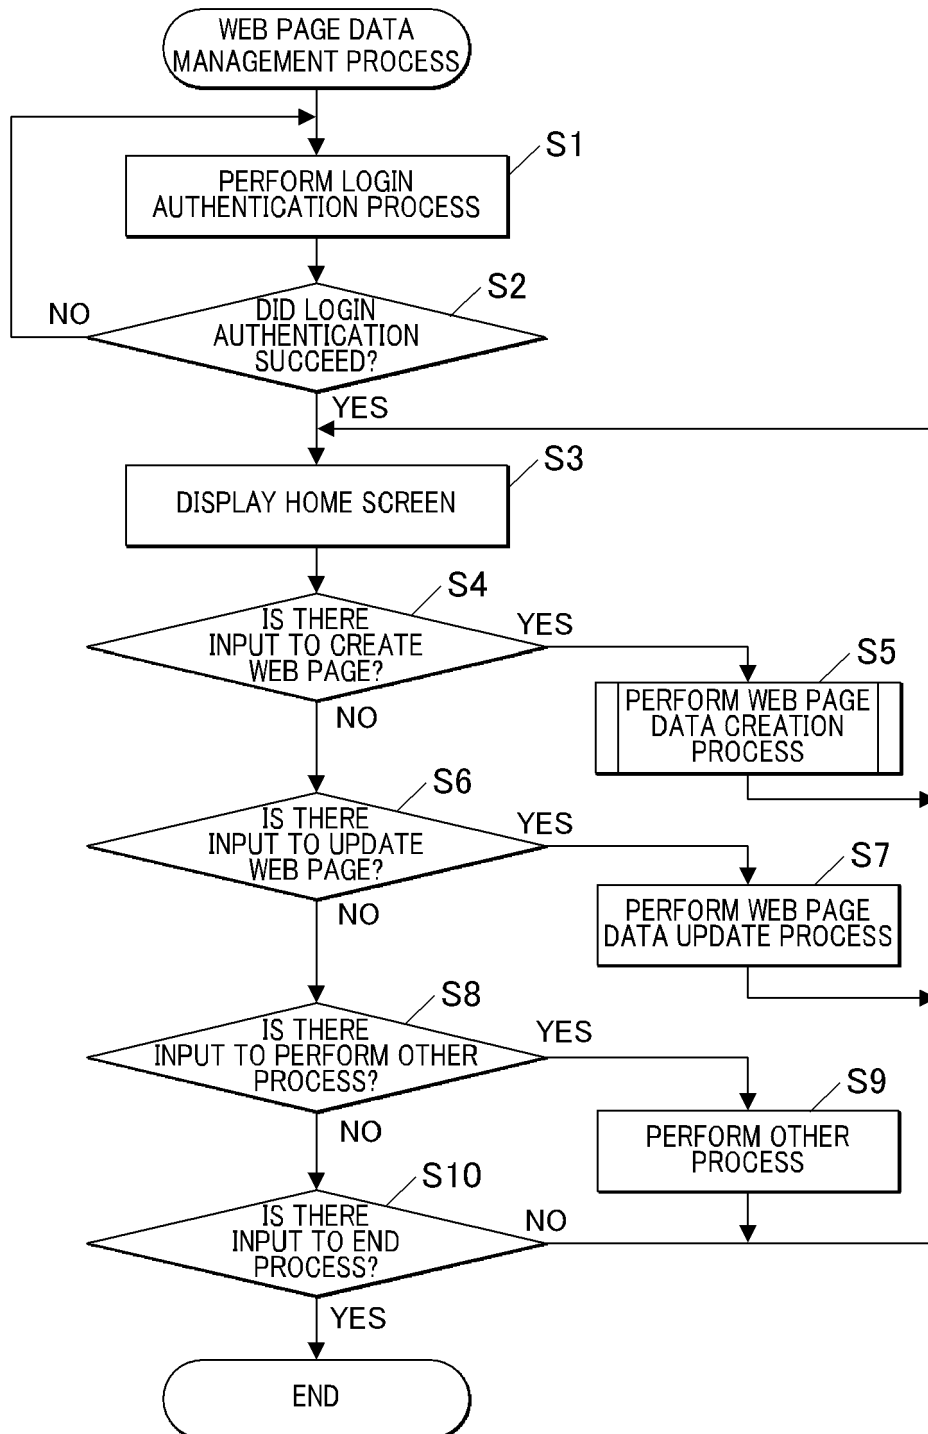 WEB PAGE DATA
MANAGEMENT PROCESS
S1
PERFORM LOGIN
AUTHENTICATION PROCESS
S2
NO
DID LOGIN
AUTHENTICATION
SUCCEED?
YES
S3
DISPLAY HOME SCREEN
S4
YES
IS THERE
INPUT TO CREATE
WEB PAGE?
NO
S5
PERFORM WEB PAGE
DATA CREATION
PROCESS
S6
YES
IS THERE
INPUT TO UPDATE
WEB PAGE?
NO
S7
PERFORM WEB PAGE
DATA UPDATE PROCESS
S8
YES
IS THERE
INPUT TO PERFORM OTHER
PROCESS?
NO
S9
PERFORM OTHER
PROCESS
S10
NO
IS THERE
INPUT TO END
PROCESS?
YES
END